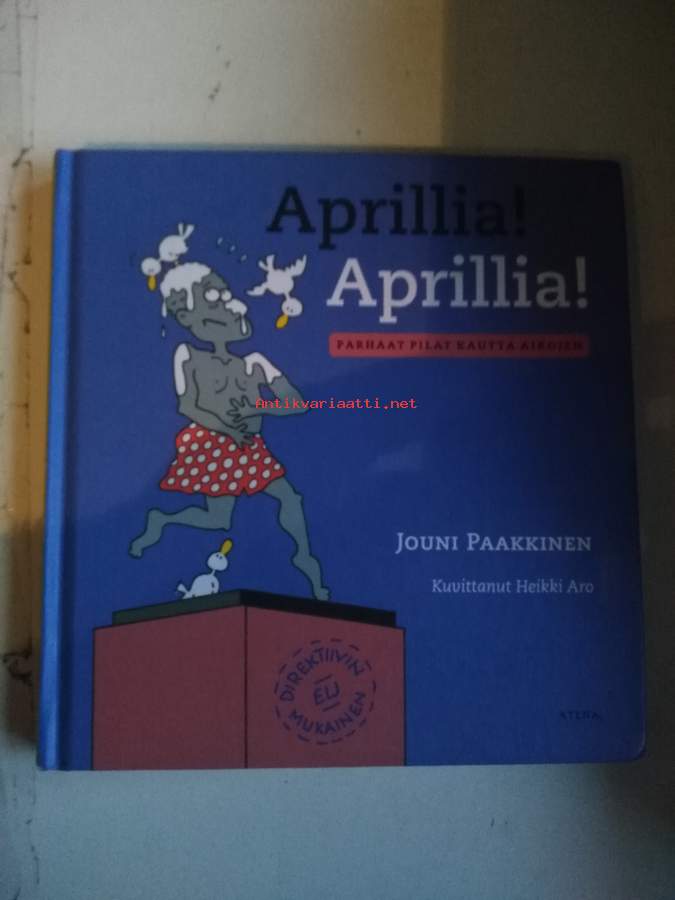 Aprillia!
Aprillia!
PARHAAT PILAT KAUTTA AIKOJEN
Antikvariaatti.net
JOUNI PAAKKINEN
Kuvittanut Heikki Aro
DIREKTIIVIN
EU
MUKAINEN
ATENA